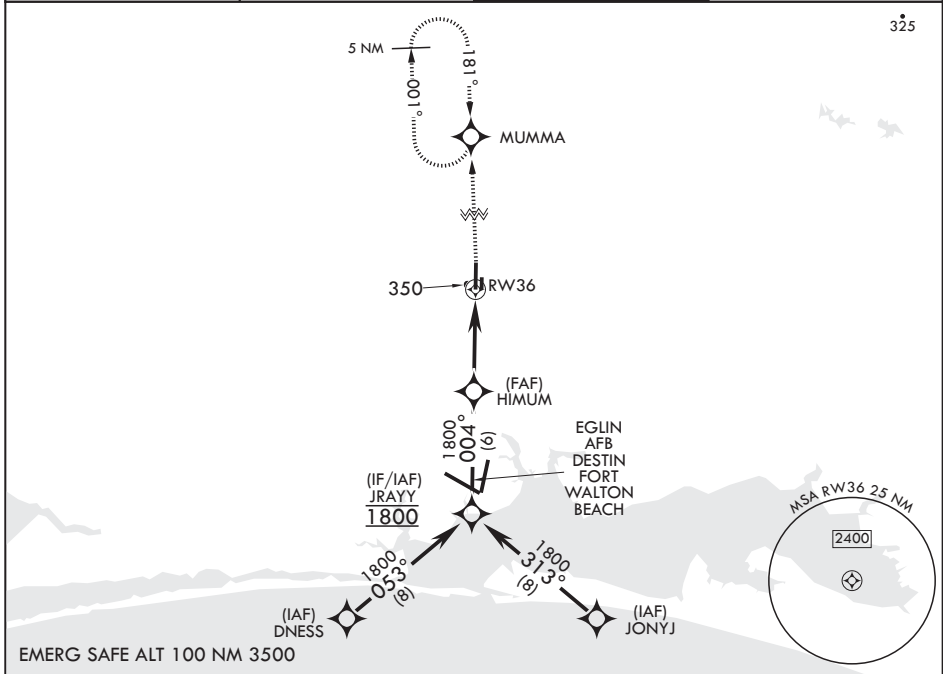 325
5 NM
181°
001°
MUMMA
350
RW36
(FAF)
HIMUM
1800
004°
(6)
EGLIN
AFB
DESTIN
FORT
WALTON
BEACH
(IF/IAF)
JRAYY
1800
MSA RW36 25 NM
2400
1800
053°
(8)
1800
313°
(8)
(IAF)
DNESS
(IAF)
JONYJ
EMERG SAFE ALT 100 NM 3500